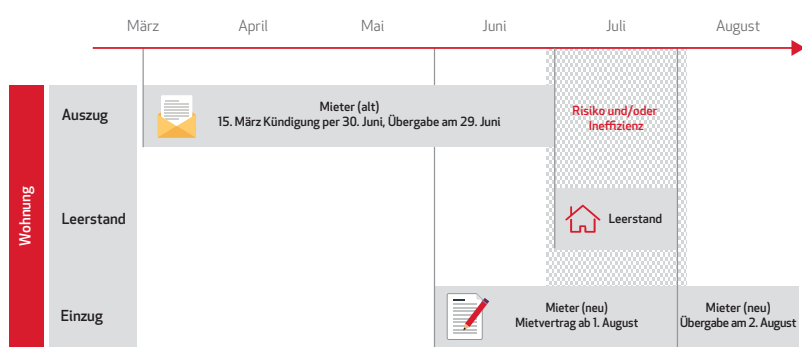 März April Mai Juni Juli August
Wohnung
Auszug
Mieter (alt)
15. März Kündigung per 30. Juni, Übergabe am 29. Juni
Risiko und/oder
Ineffizienz
Leerstand
Leerstand
Einzug
Mieter (neu)
Mietvertrag ab 1. August
Mieter (neu)
Übergabe am 2. August